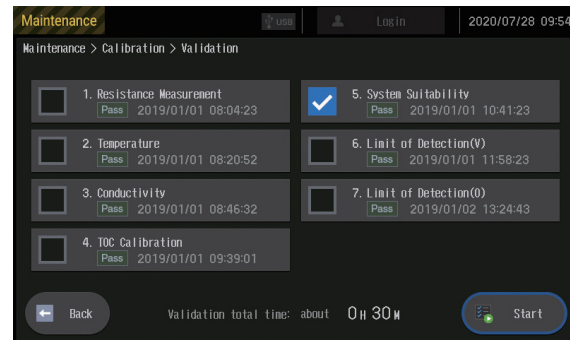 Maintenance USB Login 2020/07/28 09:54
Maintenance > Calibration > Validation
1. Resistance Measurement
Pass 2019/01/01 08:04:23
2. Temperature
Pass 2019/01/01 08:20:52
3. Conductivity
Pass 2019/01/01 08:46:32
4. TOC Calibration
Pass 2019/01/01 09:39:01
5. System Suitability
Pass 2019/01/01 10:41:23
6. Limit of Detection(V)
Pass 2019/01/01 11:58:23
7. Limit of Detection(O)
Pass 2019/01/02 13:24:43
Back Validation total time: about 0 H 30 M Start